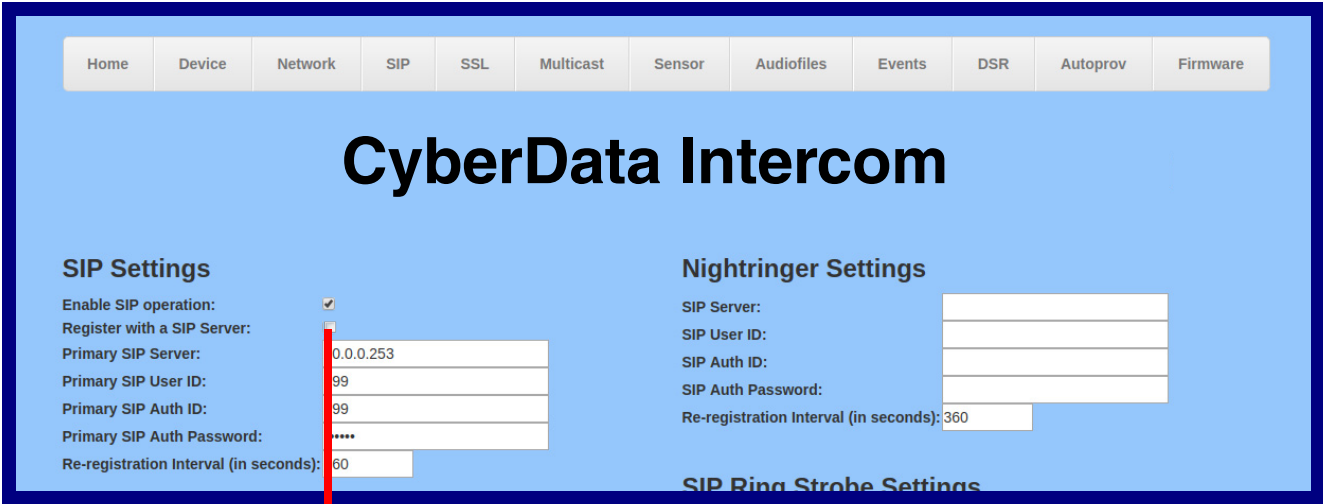 Home Device Network SIP SSL Multicast Sensor Audiofiles Events DSR Autoprov Firmware
CyberData Intercom
SIP Settings
Enable SIP operation:
Register with a SIP Server:
Primary SIP Server: 0.0.0.253
Primary SIP User ID: 99
Primary SIP Auth ID: 99
Primary SIP Auth Password: •••••
Re-registration Interval (in seconds): 60
Nightringer Settings
SIP Server:
SIP User ID:
SIP Auth ID:
SIP Auth Password:
Re-registration Interval (in seconds): 360
SIP Ring Strobe Settings